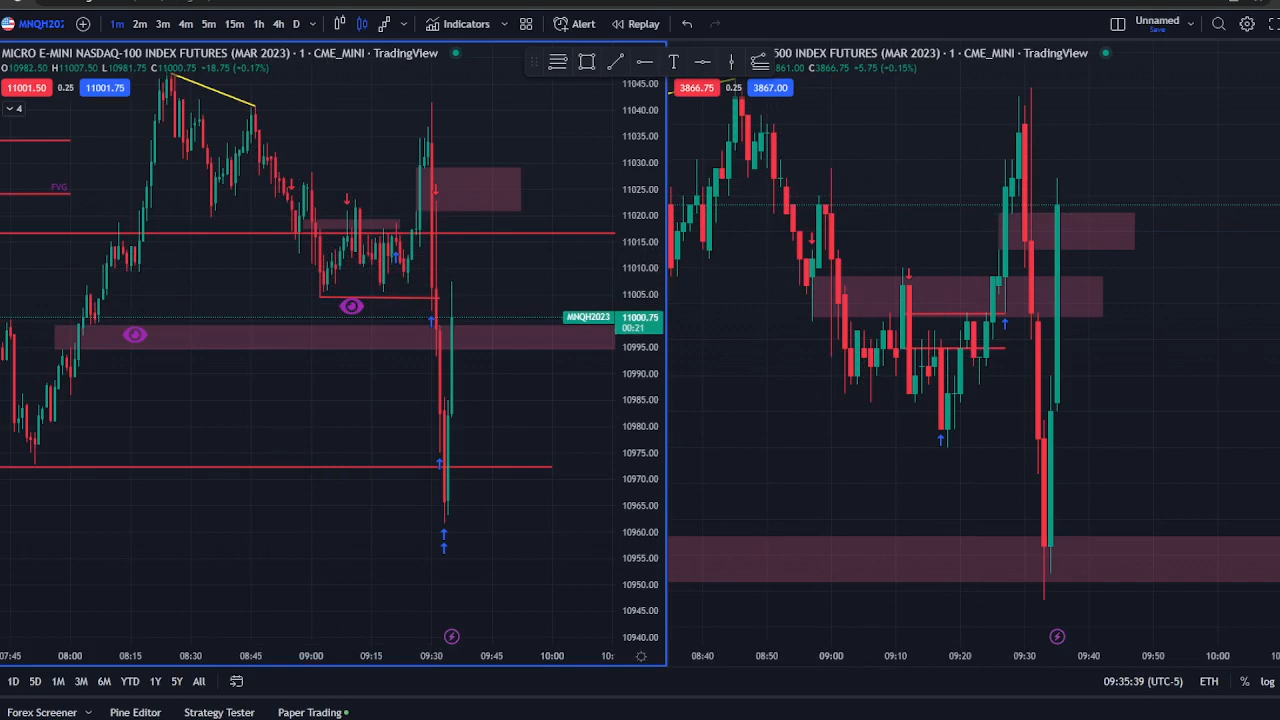 MNQH202
1m 2m 3m 4m 5m 15m 1h 4h D
Indicators
Alert
Replay
Unnamed
Save
MICRO E-MINI NASDAQ-100 INDEX FUTURES (MAR 2023) · 1 · CME_MINI · TradingView
O10982.50 H11007.50 L10981.75 C11000.75 +18.75 (+0.17%)
11001.50 0.25 11001.75
4
FVG
11045.00
11040.00
11035.00
11030.00
11025.00
11020.00
11015.00
11010.00
11005.00
MNQH2023 11000.75
00:21
10995.00
10990.00
10985.00
10980.00
10975.00
10970.00
10965.00
10960.00
10955.00
10950.00
10945.00
10940.00
07:45 08:00 08:15 08:30 08:45 09:00 09:15 09:30 09:45 10:00 10:
T
500 INDEX FUTURES (MAR 2023) · 1 · CME_MINI · TradingView
3861.00 C3866.75 +5.75 (+0.15%)
3866.75 0.25 3867.00
08:40 08:50 09:00 09:10 09:20 09:30 09:40 09:50 10:00 10:
1D 5D 1M 3M 6M YTD 1Y 5Y All
09:35:39 (UTC-5) ETH % log
Forex Screener Pine Editor Strategy Tester Paper Trading